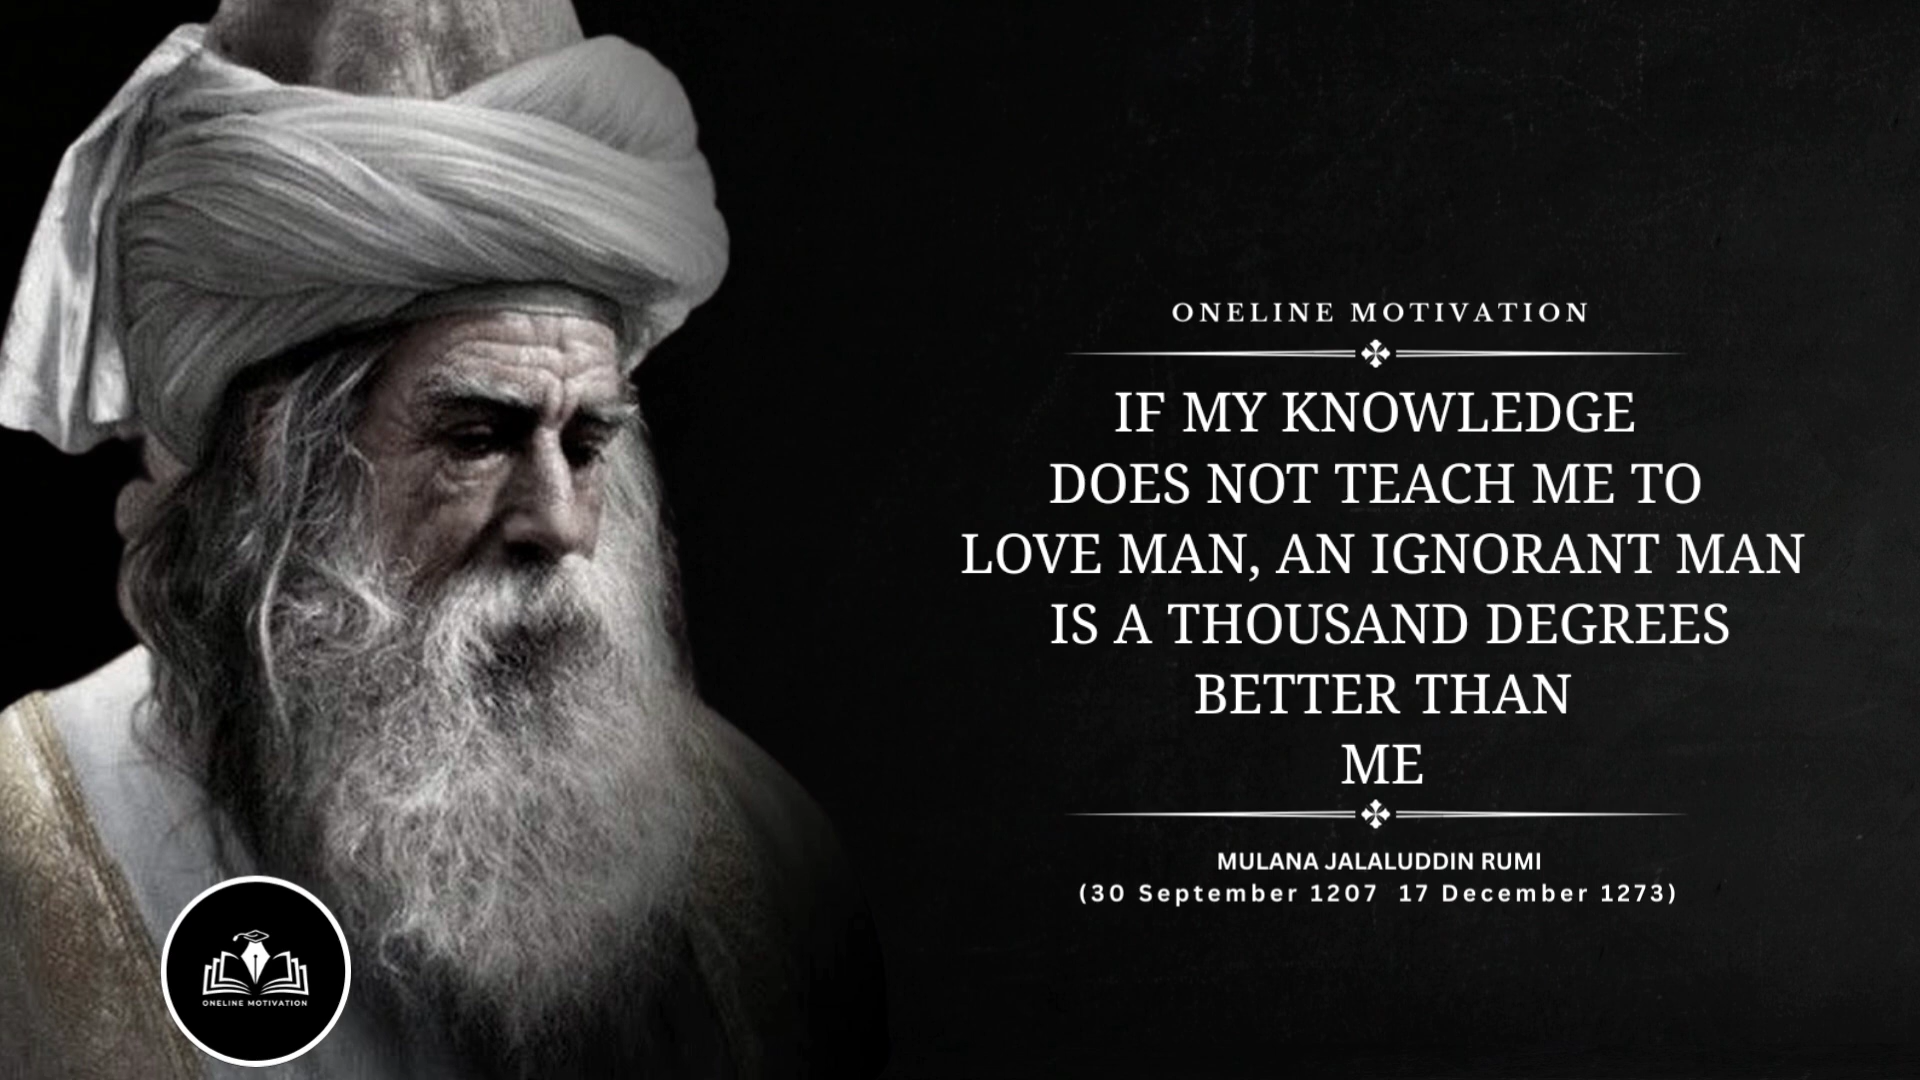 ONELINE MOTIVATION
IF MY KNOWLEDGE
DOES NOT TEACH ME TO
LOVE MAN, AN IGNORANT MAN
IS A THOUSAND DEGREES
BETTER THAN
ME
MULANA JALALUDDIN RUMI
(30 September 1207 17 December 1273)
ONELINE MOTIVATION